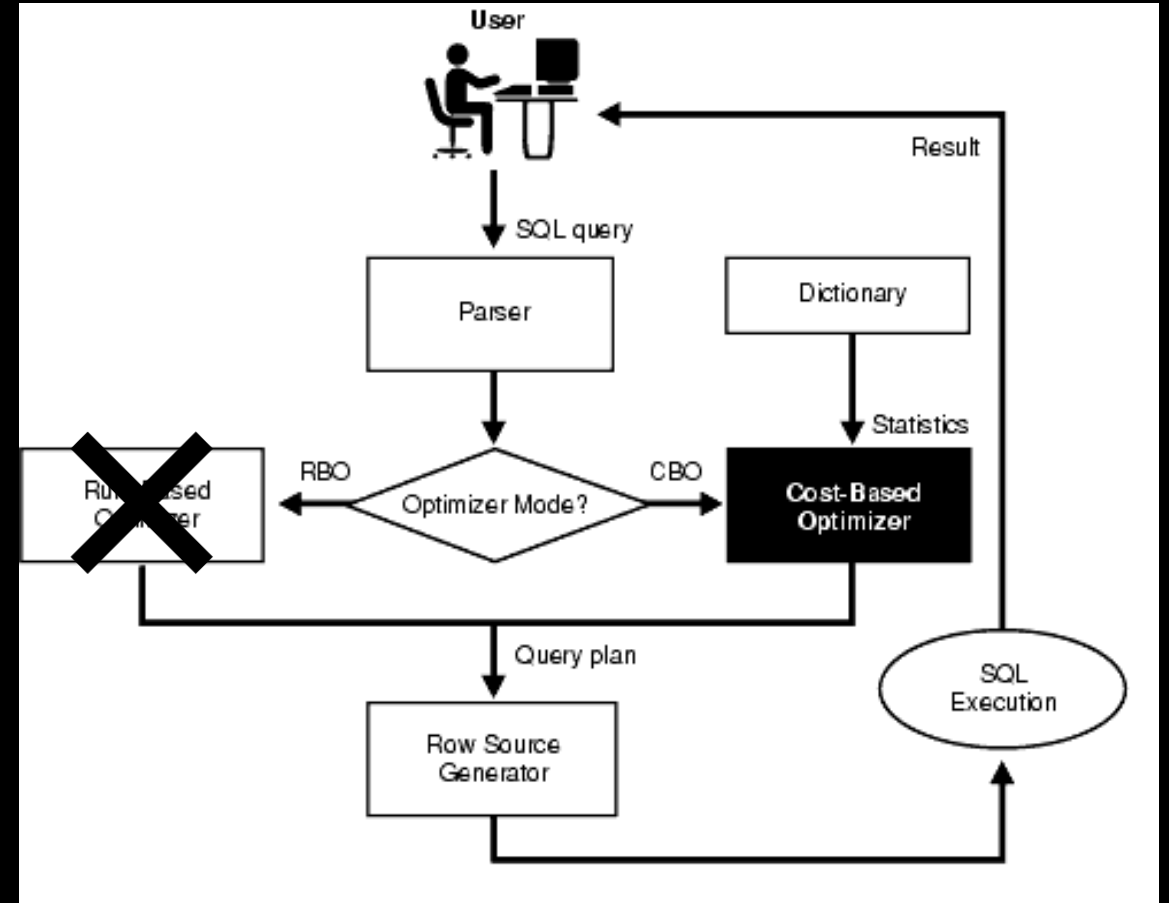 User
Result
SQL query
Parser
Dictionary
Statistics
RBO
Optimizer Mode?
CBO
Cost-Based
Optimizer
Query plan
SQL
Execution
Row Source
Generator